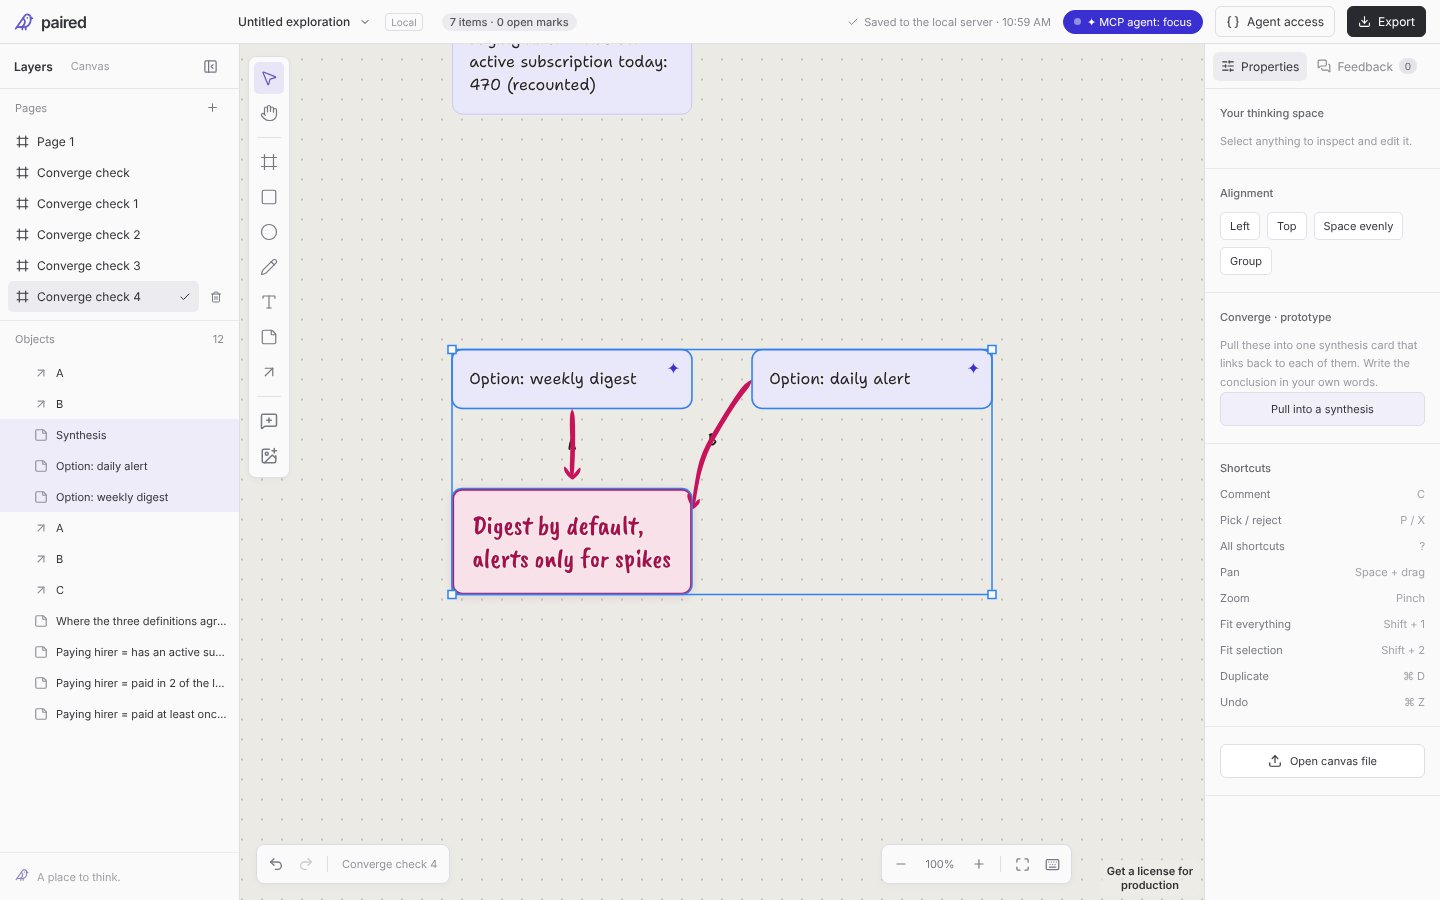 paired
Untitled exploration
Local
7 items · 0 open marks
Saved to the local server · 10:59 AM
✦ MCP agent: focus
Agent access
Export
Layers
Canvas
Pages
Page 1
Converge check
Converge check 1
Converge check 2
Converge check 3
Converge check 4
Objects
12
A
B
Synthesis
Option: daily alert
Option: weekly digest
A
B
C
Where the three definitions agr...
Paying hirer = has an active su...
Paying hirer = paid in 2 of the l...
Paying hirer = paid at least onc...
A place to think.
active subscription today:
470 (recounted)
Option: weekly digest
Option: daily alert
B
Digest by default,
alerts only for spikes
Converge check 4
100%
Get a license for
production
Properties
Feedback
0
Your thinking space
Select anything to inspect and edit it.
Alignment
Left
Top
Space evenly
Group
Converge · prototype
Pull these into one synthesis card that
links back to each of them. Write the
conclusion in your own words.
Pull into a synthesis
Shortcuts
Comment
C
Pick / reject
P / X
All shortcuts
?
Pan
Space + drag
Zoom
Pinch
Fit everything
Shift + 1
Fit selection
Shift + 2
Duplicate
⌘ D
Undo
⌘ Z
Open canvas file